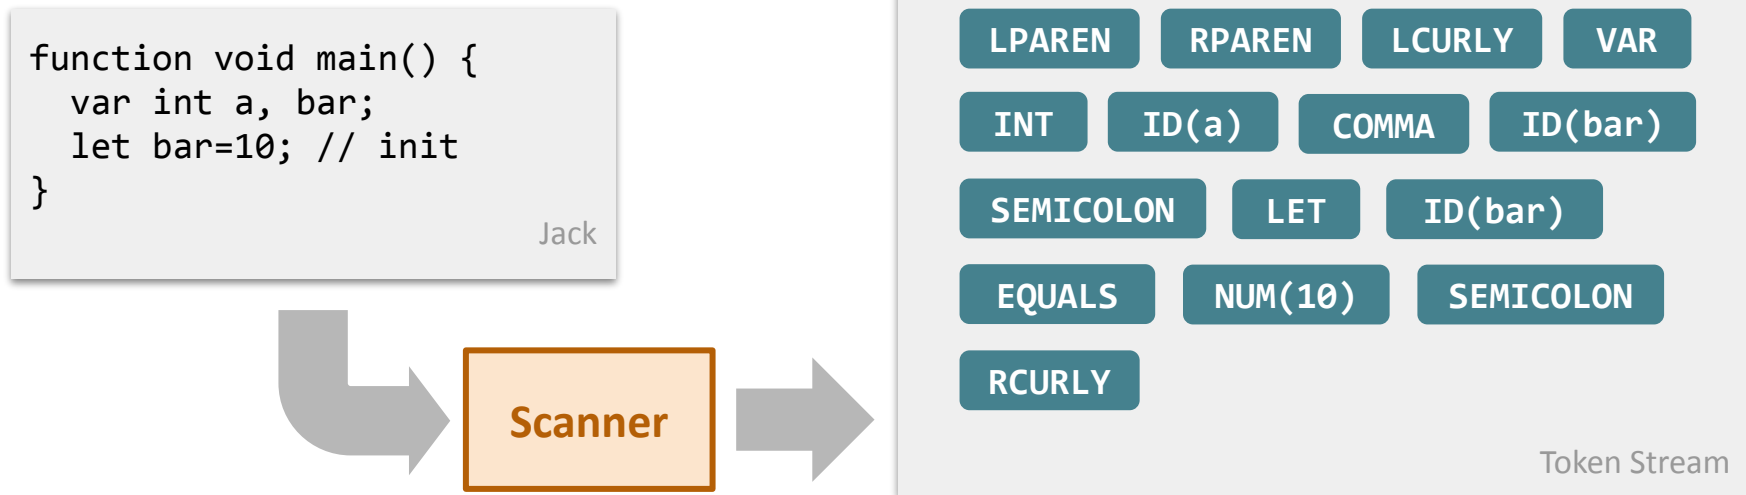 function void main() {
var int a, bar;
let bar=10; // init
}
Jack
Scanner
LPAREN RPAREN LCURLY VAR
INT ID(a) COMMA ID(bar)
SEMICOLON LET ID(bar)
EQUALS NUM(10) SEMICOLON
RCURLY
Token Stream